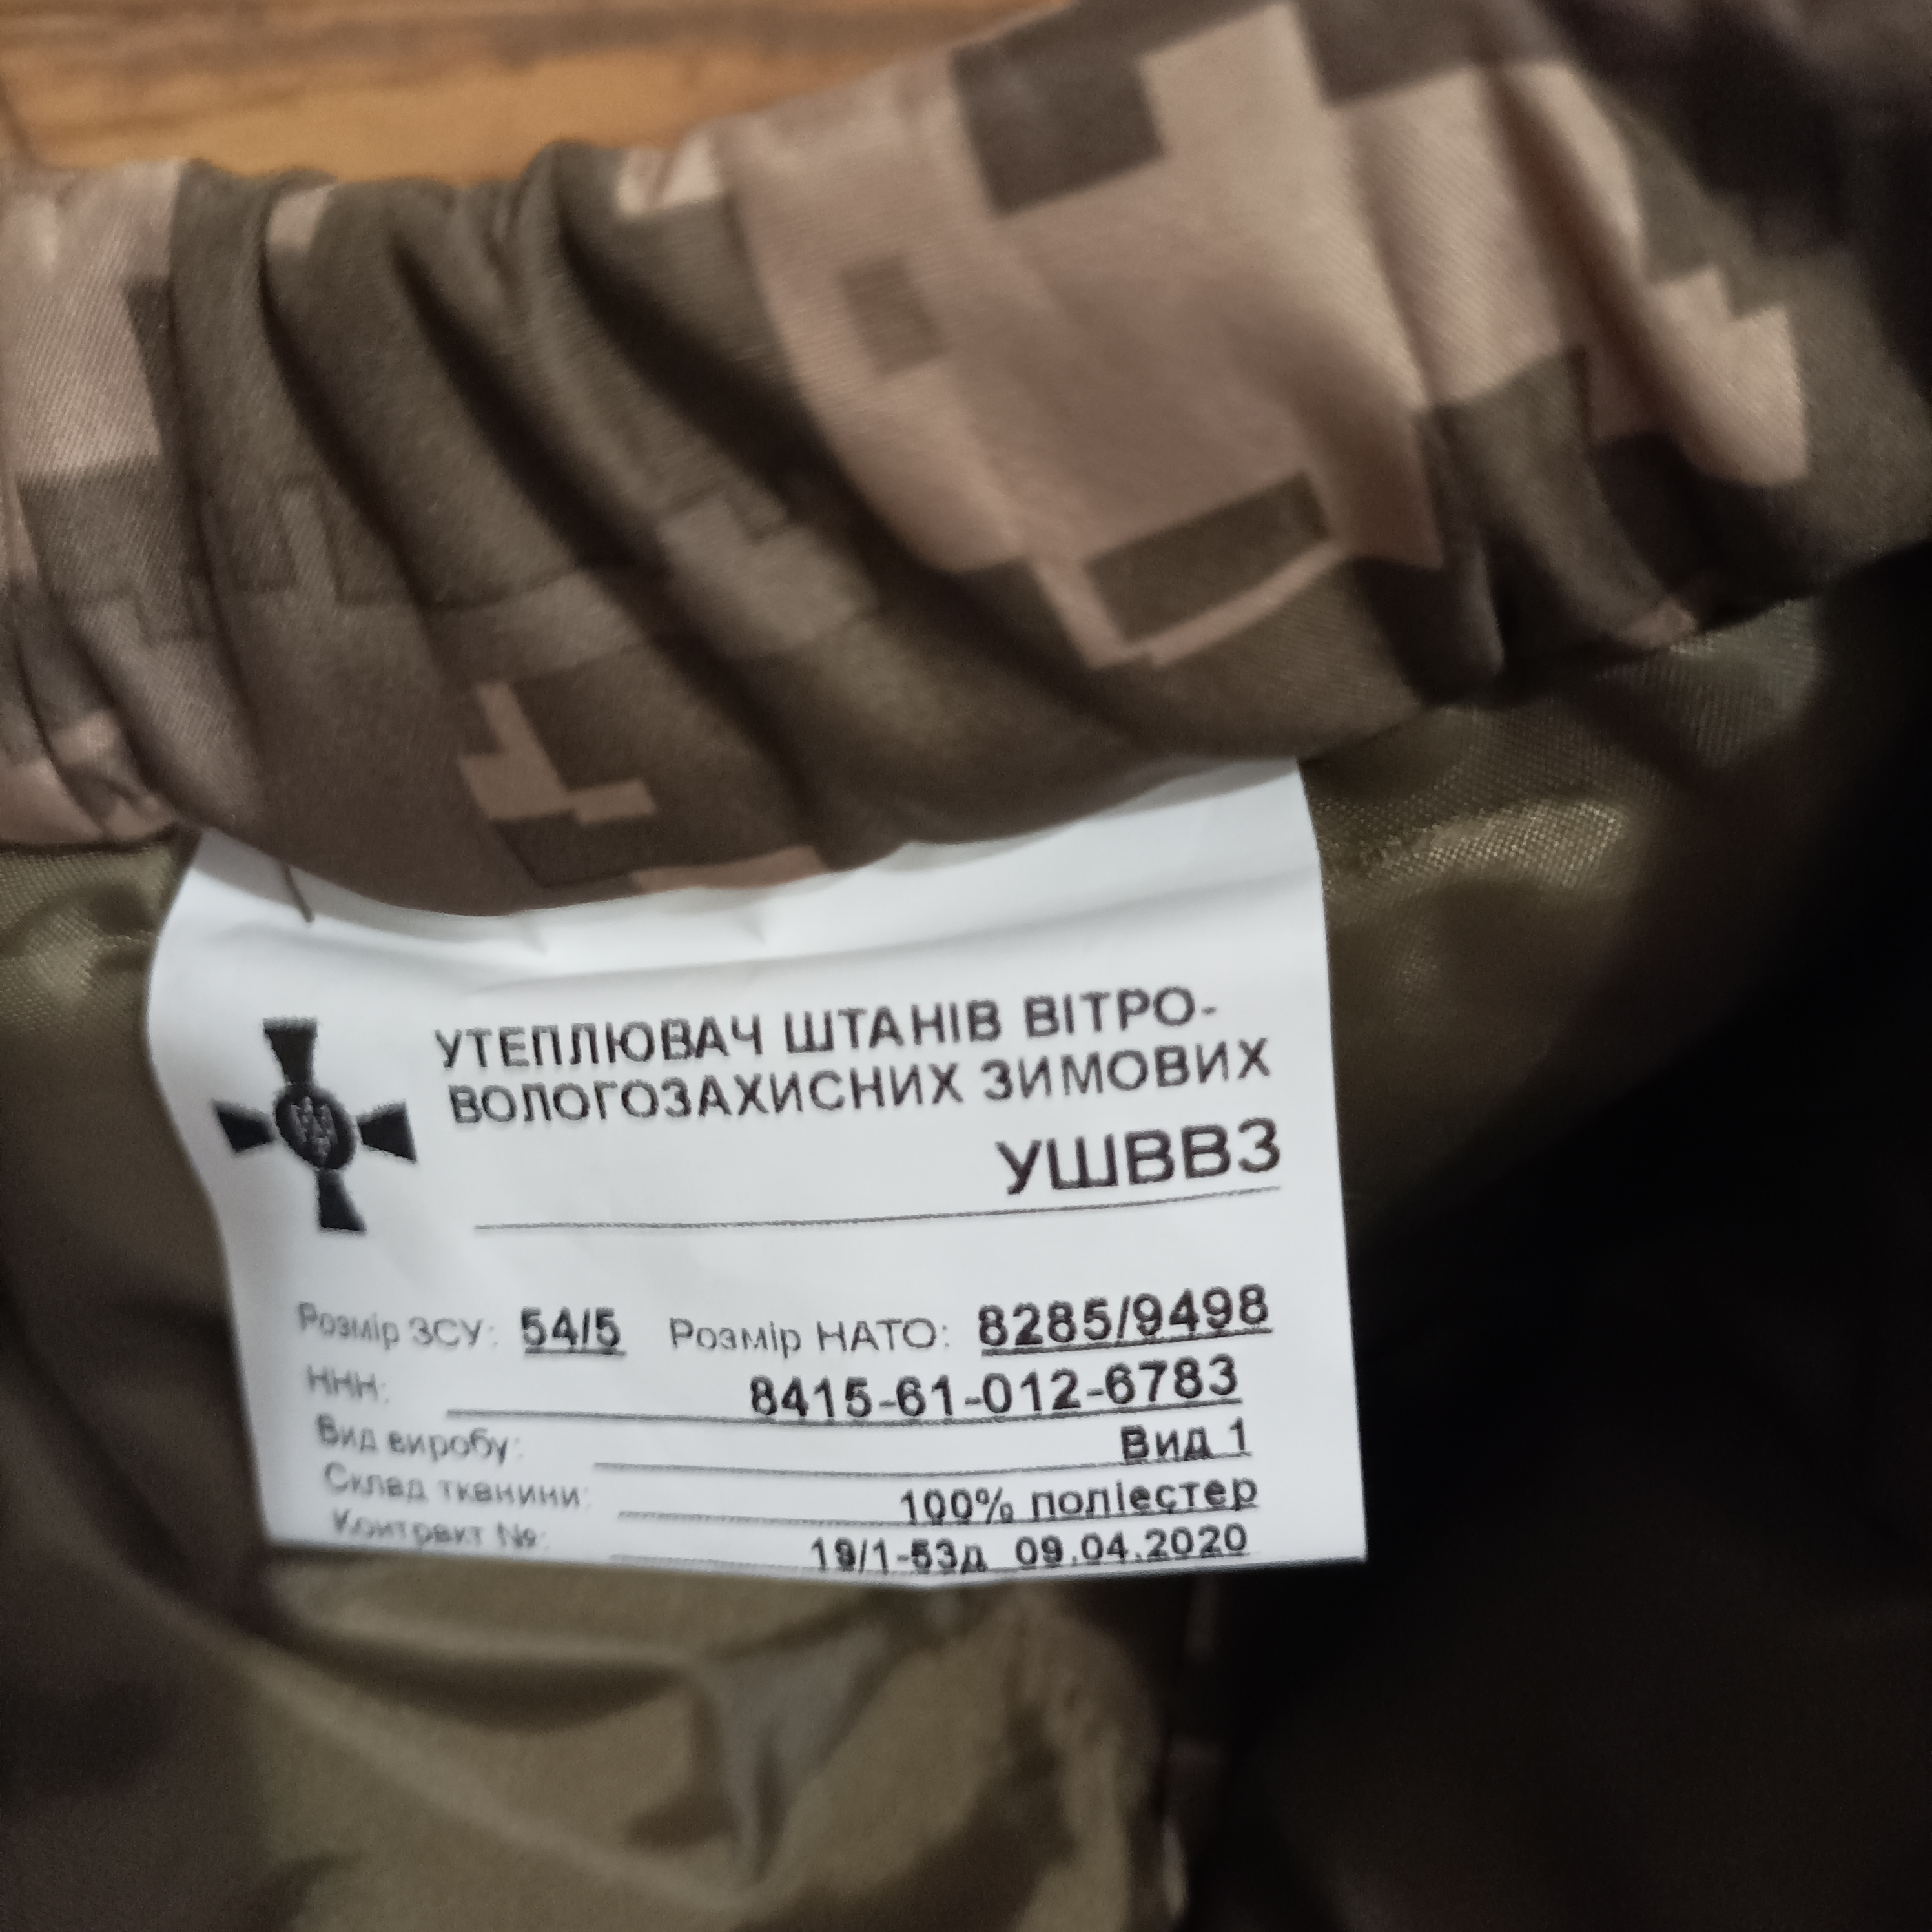 УТЕПЛЮВАЧ ШТАНІВ ВІТРО-
ВОЛОГОЗАХИСНИХ ЗИМОВИХ
УШВВЗ
Розмір ЗСУ: 54/5 Розмір НАТО: 8285/9498
ННН: 8415-61-012-6783
Вид виробу: Вид 1
Склад тканини: 100% поліестер
Контракт №: 19/1-53д 09.04.2020